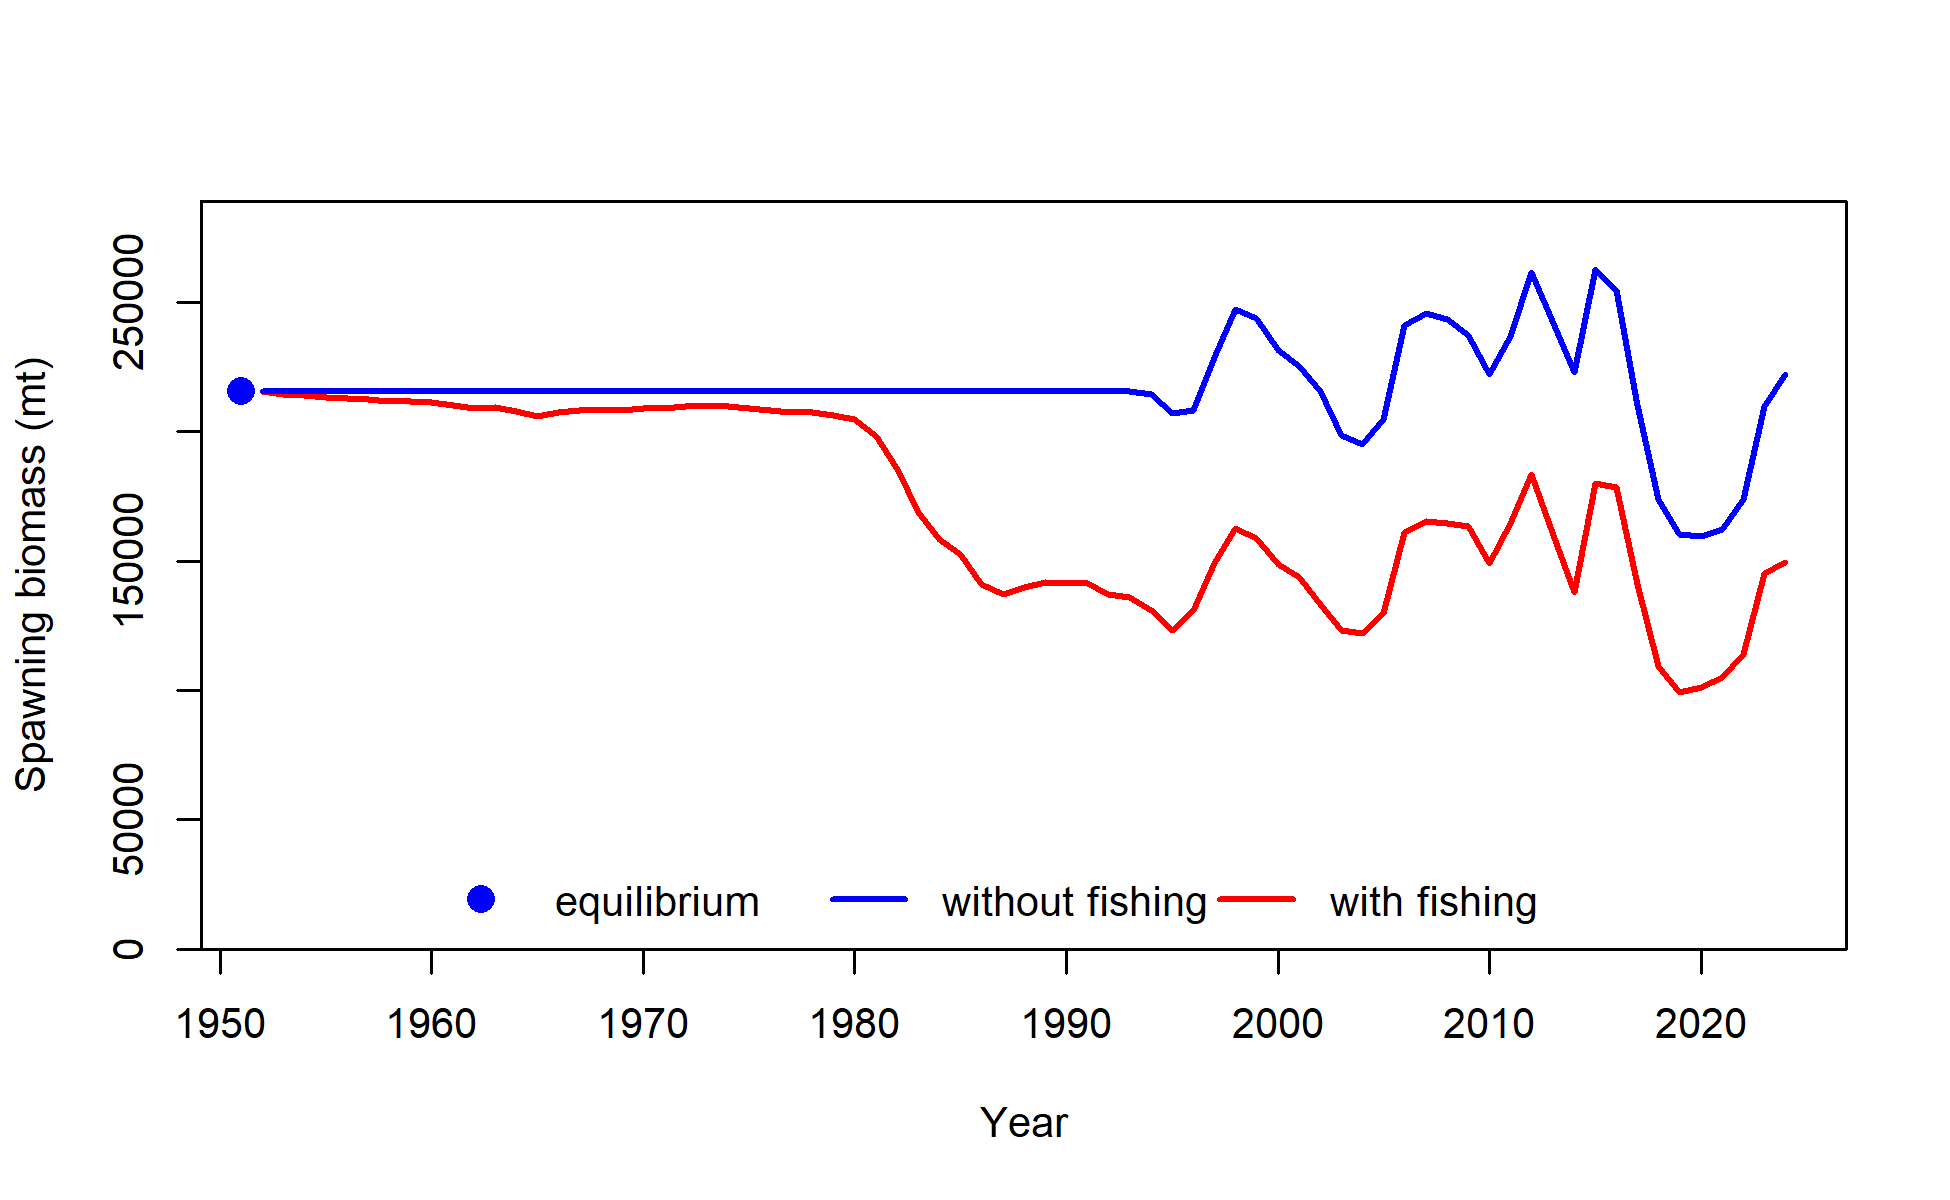 Spawning biomass (mt)
250000
150000
50000
0
equilibrium without fishing with fishing
1950 1960 1970 1980 1990 2000 2010 2020
Year